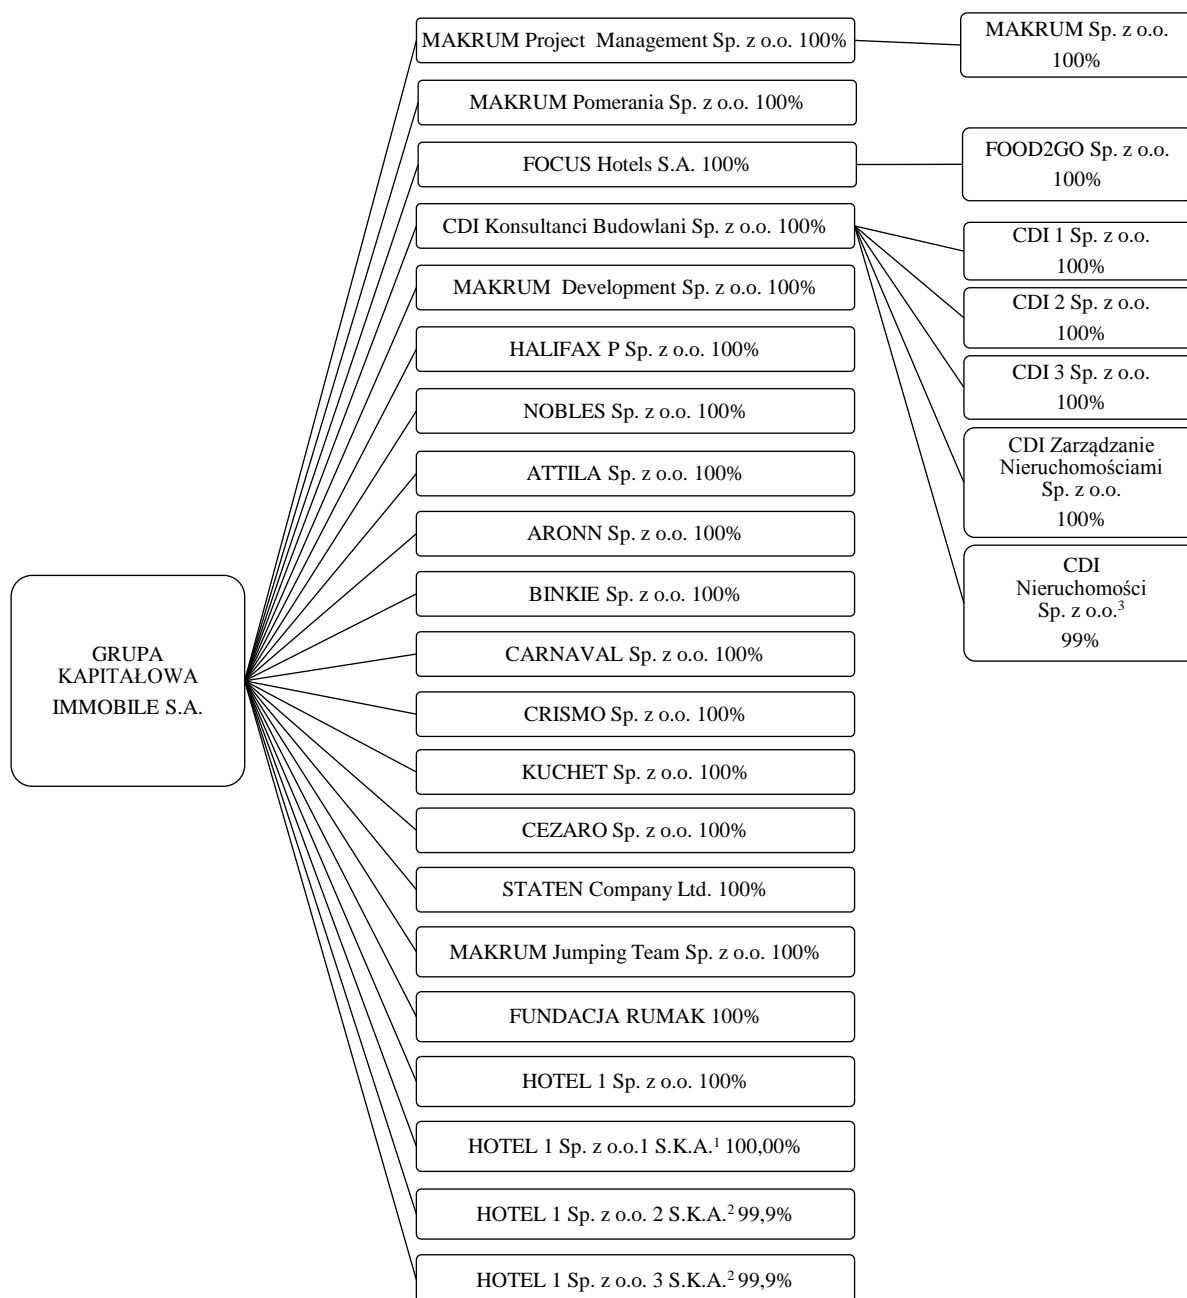 GRUPA
KAPITAŁOWA
IMMOBILE S.A.
MAKRUM Project  Management Sp. z o.o. 100%
MAKRUM Pomerania Sp. z o.o. 100%
FOCUS Hotels S.A. 100%
CDI Konsultanci Budowlani Sp. z o.o. 100%
MAKRUM  Development Sp. z o.o. 100%
HALIFAX P Sp. z o.o. 100%
NOBLES Sp. z o.o. 100%
ATTILA Sp. z o.o. 100%
ARONN Sp. z o.o. 100%
BINKIE Sp. z o.o. 100%
CARNAVAL Sp. z o.o. 100%
CRISMO Sp. z o.o. 100%
KUCHET Sp. z o.o. 100%
CEZARO Sp. z o.o. 100%
STATEN Company Ltd. 100%
MAKRUM Jumping Team Sp. z o.o. 100%
FUNDACJA RUMAK 100%
HOTEL 1 Sp. z o.o. 100%
HOTEL 1 Sp. z o.o.1 S.K.A.¹ 100,00%
HOTEL 1 Sp. z o.o. 2 S.K.A.² 99,9%
HOTEL 1 Sp. z o.o. 3 S.K.A.² 99,9%
MAKRUM Sp. z o.o.
100%
FOOD2GO Sp. z o.o.
100%
CDI 1 Sp. z o.o.
100%
CDI 2 Sp. z o.o.
100%
CDI 3 Sp. z o.o.
100%
CDI Zarządzanie
Nieruchomościami
Sp. z o.o.
100%
CDI
Nieruchomości
Sp. z o.o.³
99%